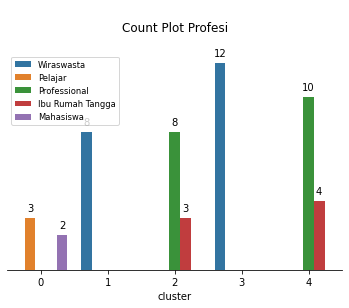 Count Plot Profesi
12
Wiraswasta
Pelajar
Professional
Ibu Rumah Tangga
Mahasiswa
8
8
10
3
2
3
4
0 1 2 3 4
cluster